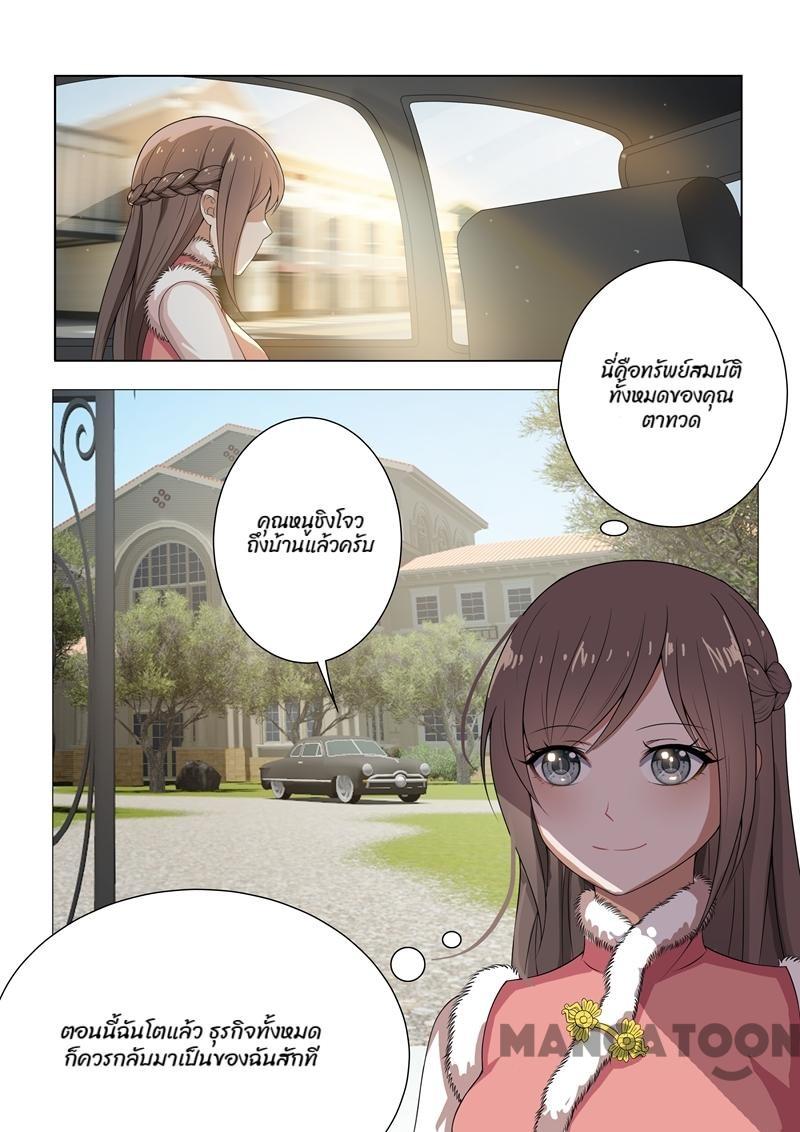 นี่คือทรัพย์สมบัติ
ทั้งหมดของคุณ
ตาทวด
คุณหนูชิงโจว
ถึงบ้านแล้วครับ
ตอนนี้ฉันโตแล้ว ธุรกิจทั้งหมด
ก็ควรกลับมาเป็นของฉันสักที
MANGATOON